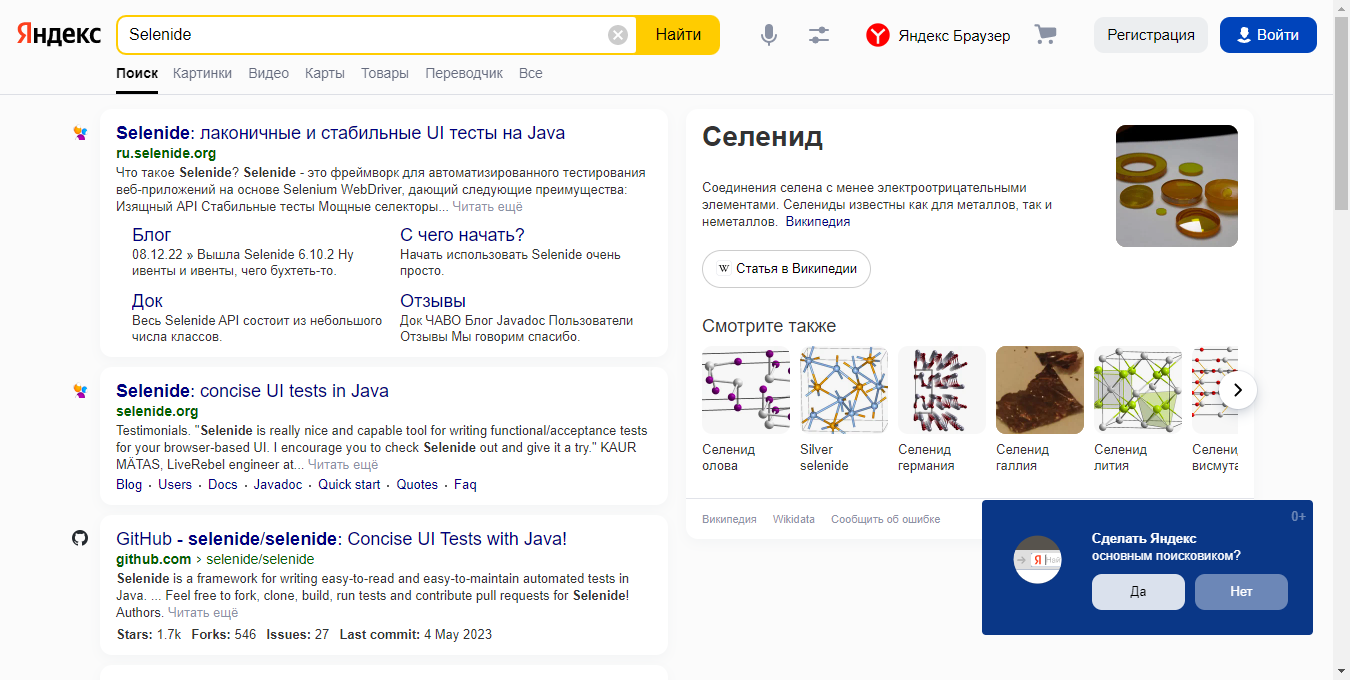 Яндекс
Selenide
Найти
Яндекс Браузер
Регистрация
Войти
Поиск
Картинки
Видео
Карты
Товары
Переводчик
Все
Selenide: лаконичные и стабильные UI тесты на Java
ru.selenide.org
Что такое Selenide? Selenide - это фреймворк для автоматизированного тестирования
веб-приложений на основе Selenium WebDriver, дающий следующие преимущества:
Изящный API Стабильные тесты Мощные селекторы... Читать ещё
Блог
08.12.22 » Вышла Selenide 6.10.2 Ну
ивенты и ивенты, чего бухтеть-то.
С чего начать?
Начать использовать Selenide очень
просто.
Док
Весь Selenide API состоит из небольшого
числа классов.
Отзывы
Док ЧАВО Блог Javadoc Пользователи
Отзывы Мы говорим спасибо.
Selenide: concise UI tests in Java
selenide.org
Testimonials. "Selenide is really nice and capable tool for writing functional/acceptance tests
for your browser-based UI. I encourage you to check Selenide out and give it a try." KAUR
MÄTAS, LiveRebel engineer at... Читать ещё
Blog · Users · Docs · Javadoc · Quick start · Quotes · Faq
GitHub - selenide/selenide: Concise UI Tests with Java!
github.com › selenide/selenide
Selenide is a framework for writing easy-to-read and easy-to-maintain automated tests in
Java. ... Feel free to fork, clone, build, run tests and contribute pull requests for Selenide!
Authors. Читать ещё
Stars: 1.7k Forks: 546 Issues: 27 Last commit: 4 May 2023
Селенид
Соединения селена с менее электроотрицательными
элементами. Селениды известны как для металлов, так и
неметаллов. Википедия
W Статья в Википедии
Смотрите также
Селенид
олова
Silver
selenide
Селенид
германия
Селенид
галлия
Селенид
лития
Селенид
висмута
Википедия
Wikidata
Сообщить об ошибке
0+
Сделать Яндекс
основным поисковиком?
Я Най
Да
Нет